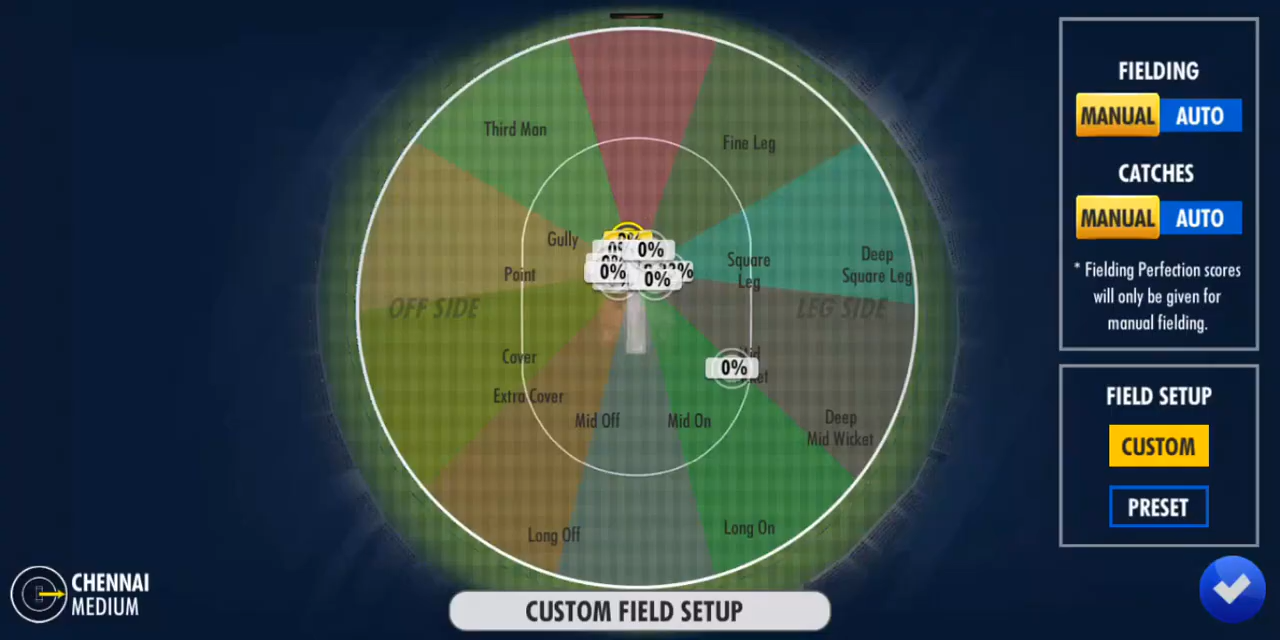 Third Man
Fine Leg
Gully
Point
Square
Leg
Deep
Square Leg
OFF SIDE
LEG SIDE
0%
0%
0%
0%
Cover
Extra Cover
Mid Off
Mid On
Deep
Mid Wicket
Long Off
Long On
FIELDING
MANUAL AUTO
CATCHES
MANUAL AUTO
* Fielding Perfection scores
will only be given for
manual fielding.
FIELD SETUP
CUSTOM
PRESET
CHENNAI
MEDIUM
CUSTOM FIELD SETUP